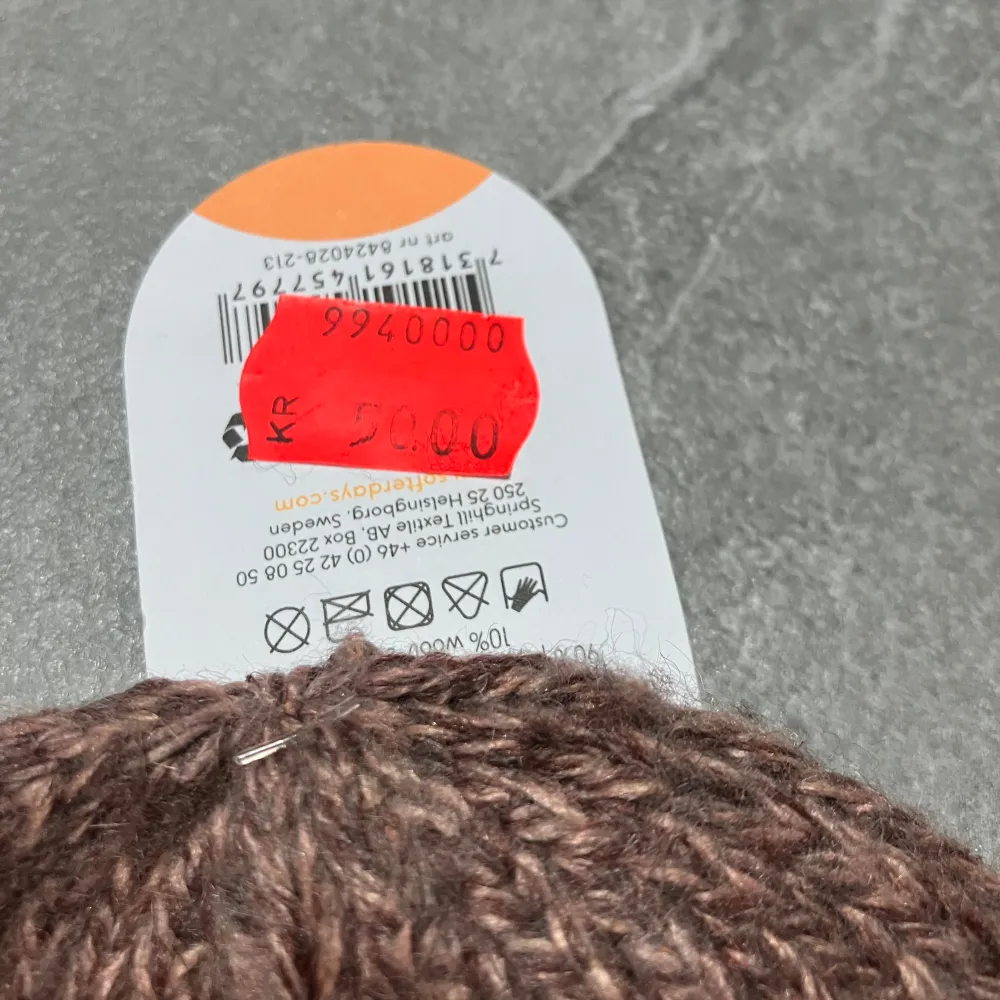 10% wool
Customer service +46 (0) 42 25 08 50
Springhill Textile AB, Box 22300
250 25 Helsingborg, Sweden
softerdays.com
KR 50.00
0000466
7 318161 457797
art nr 8424028-213